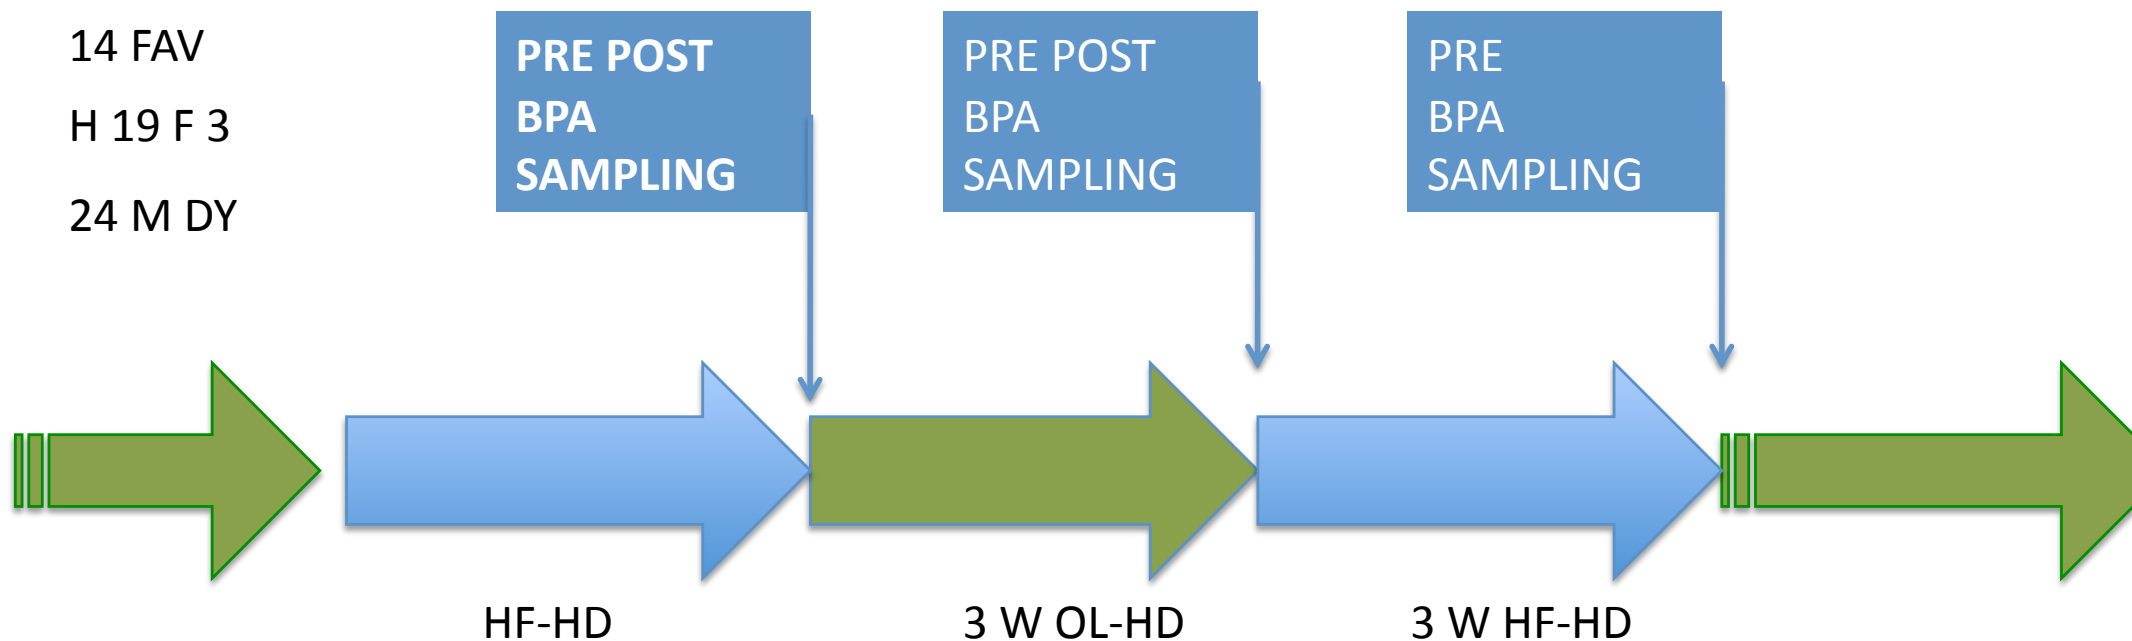 14 FAV
H 19 F 3
24 M DY
PRE POST
BPA
SAMPLING
PRE POST
BPA
SAMPLING
PRE
BPA
SAMPLING
HF-HD
3 W OL-HD
3 W HF-HD